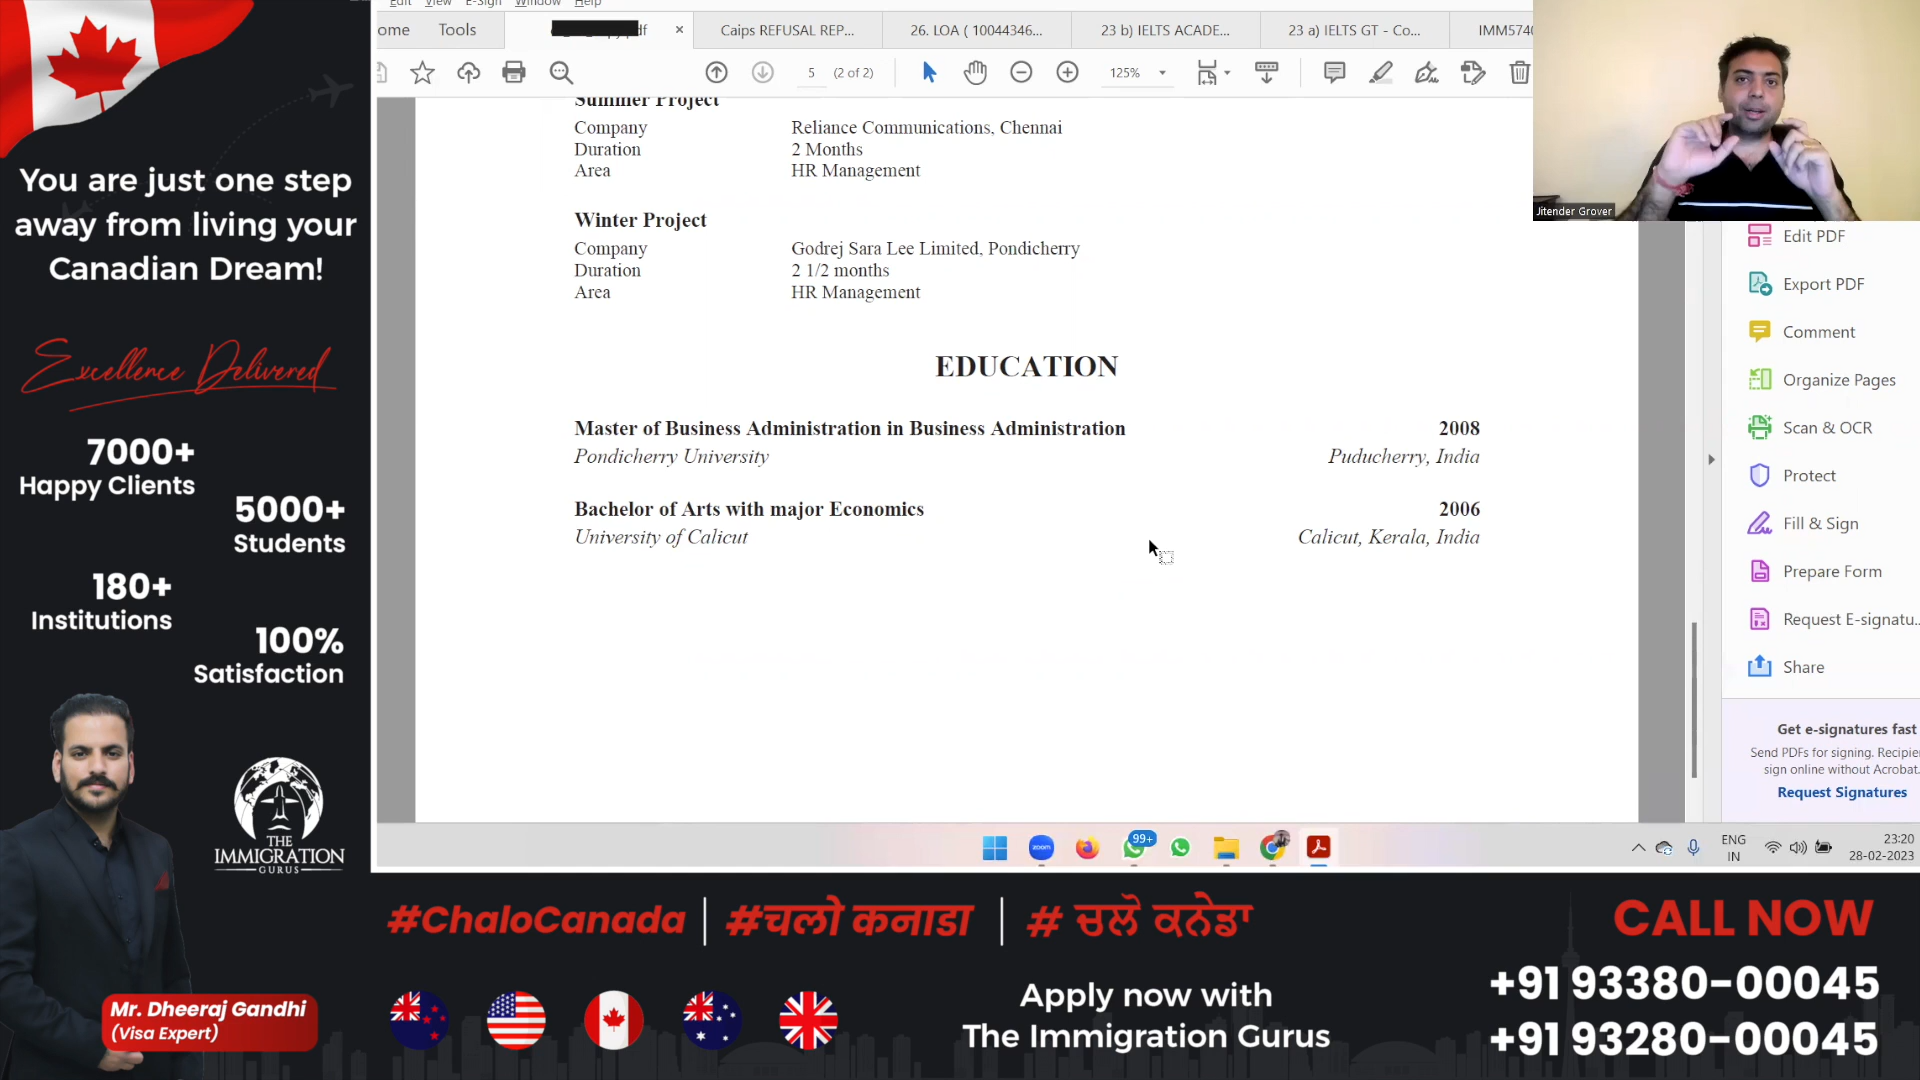 Edit View E-Sign Window Help
ome Tools df × Caips REFUSAL REP... 26. LOA ( 10044346... 23 b) IELTS ACADE... 23 a) IELTS GT - Co... IMM5740
5 (2 of 2) 125%
You are just one step
away from living your
Canadian Dream!
Excellence Delivered
7000+
Happy Clients
5000+
Students
180+
Institutions
100%
Satisfaction
THE
IMMIGRATION
GURUS
Mr. Dheeraj Gandhi
(Visa Expert)
Summer Project
Company Reliance Communications, Chennai
Duration 2 Months
Area HR Management
Winter Project
Company Godrej Sara Lee Limited, Pondicherry
Duration 2 1/2 months
Area HR Management
EDUCATION
Master of Business Administration in Business Administration 2008
Pondicherry University Puducherry, India
Bachelor of Arts with major Economics 2006
University of Calicut Calicut, Kerala, India
Jitender Grover
Edit PDF
Export PDF
Comment
Organize Pages
Scan & OCR
Protect
Fill & Sign
Prepare Form
Request E-signatu...
Share
Get e-signatures fast
Send PDFs for signing. Recipie
sign online without Acrobat.
Request Signatures
zoom 99+ ENG
IN
23:20
28-02-2023
#ChaloCanada | #चलो कनाडा | # ਚਲੋ ਕਨੇਡਾ
Apply now with
The Immigration Gurus
CALL NOW
+91 93380-00045
+91 93280-00045